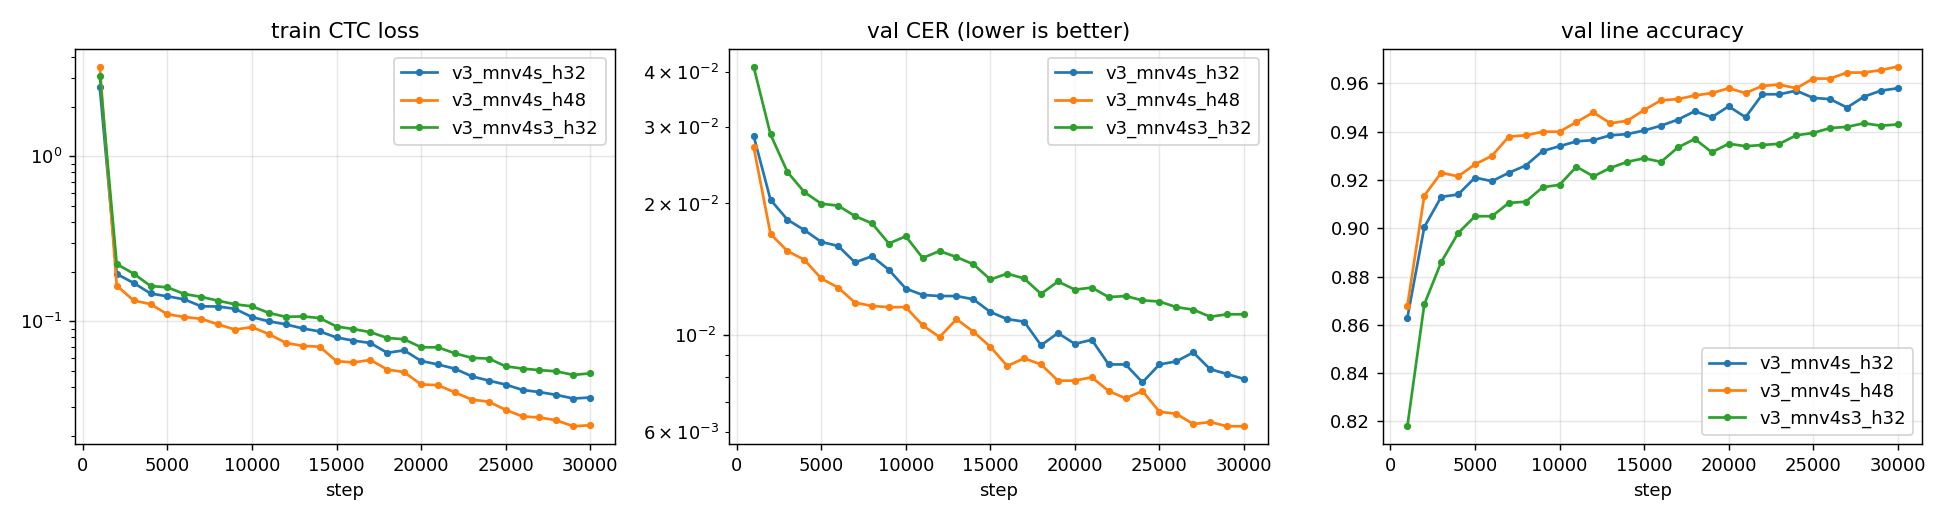 train CTC loss
v3_mnv4s_h32
v3_mnv4s_h48
v3_mnv4s3_h32
10⁰
10⁻¹
0 5000 10000 15000 20000 25000 30000
step
val CER (lower is better)
v3_mnv4s_h32
v3_mnv4s_h48
v3_mnv4s3_h32
4 × 10⁻²
3 × 10⁻²
2 × 10⁻²
10⁻²
6 × 10⁻³
0 5000 10000 15000 20000 25000 30000
step
val line accuracy
0.96
0.94
0.92
0.90
0.88
0.86
0.84
0.82
v3_mnv4s_h32
v3_mnv4s_h48
v3_mnv4s3_h32
0 5000 10000 15000 20000 25000 30000
step